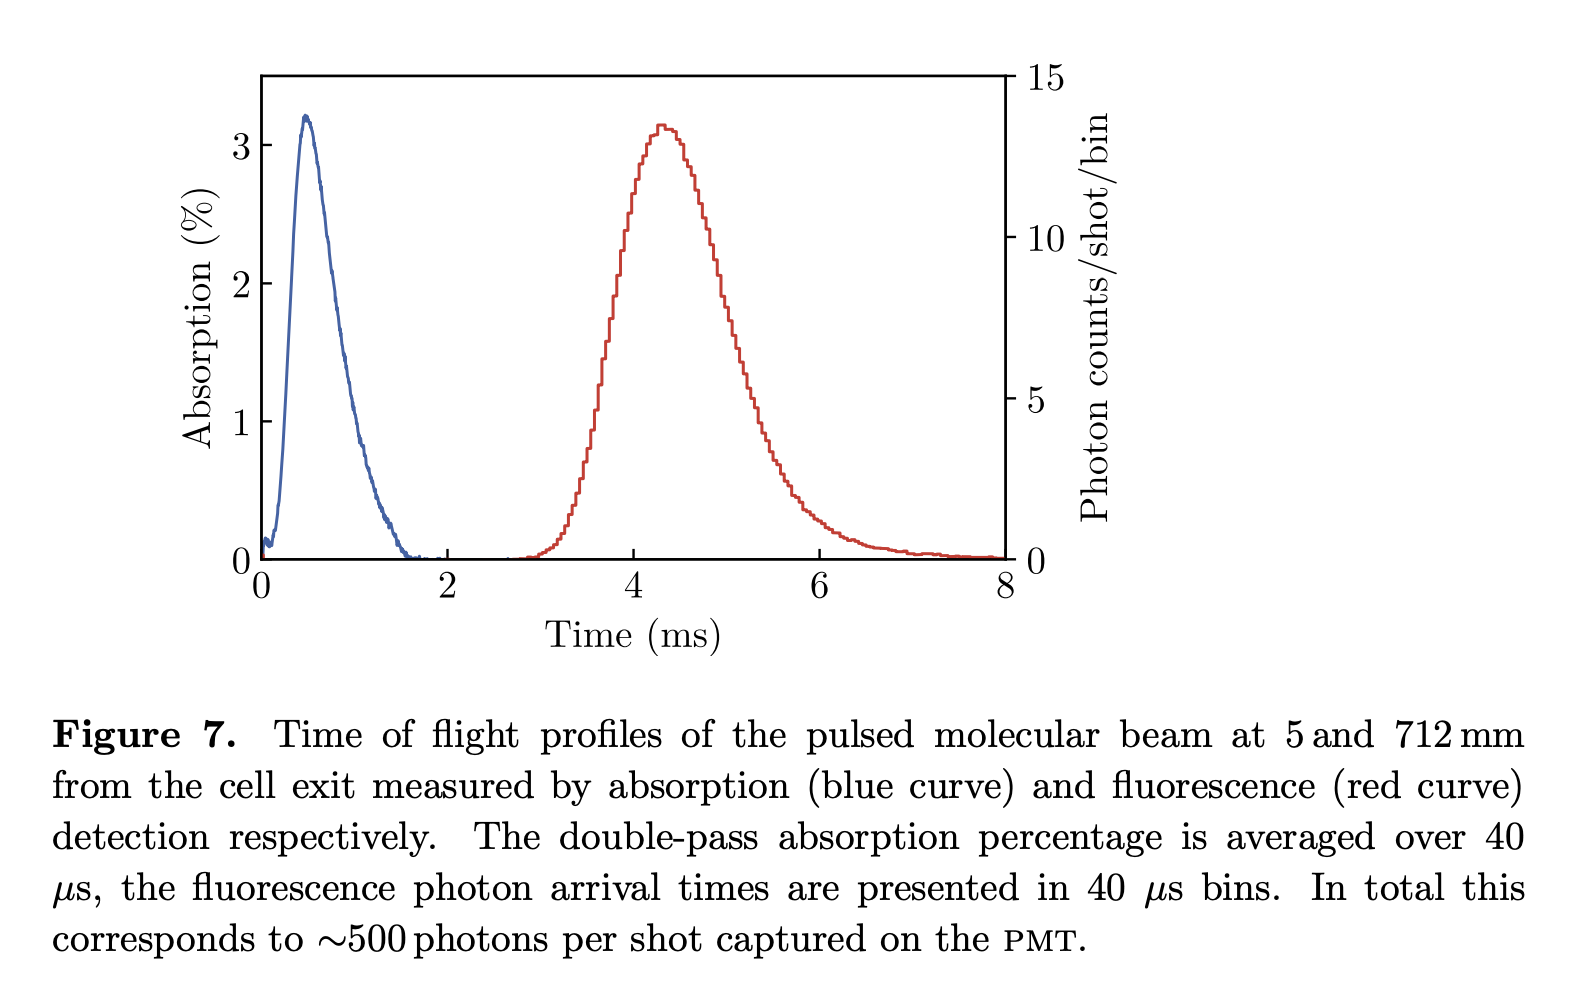 15
3
2
1
0
Absorption (%)
10
5
0
Photon counts/shot/bin
0 2 4 6 8
Time (ms)
Figure 7. Time of flight profiles of the pulsed molecular beam at 5 and 712 mm
from the cell exit measured by absorption (blue curve) and fluorescence (red curve)
detection respectively. The double-pass absorption percentage is averaged over 40
μs, the fluorescence photon arrival times are presented in 40 μs bins. In total this
corresponds to ~500 photons per shot captured on the PMT.